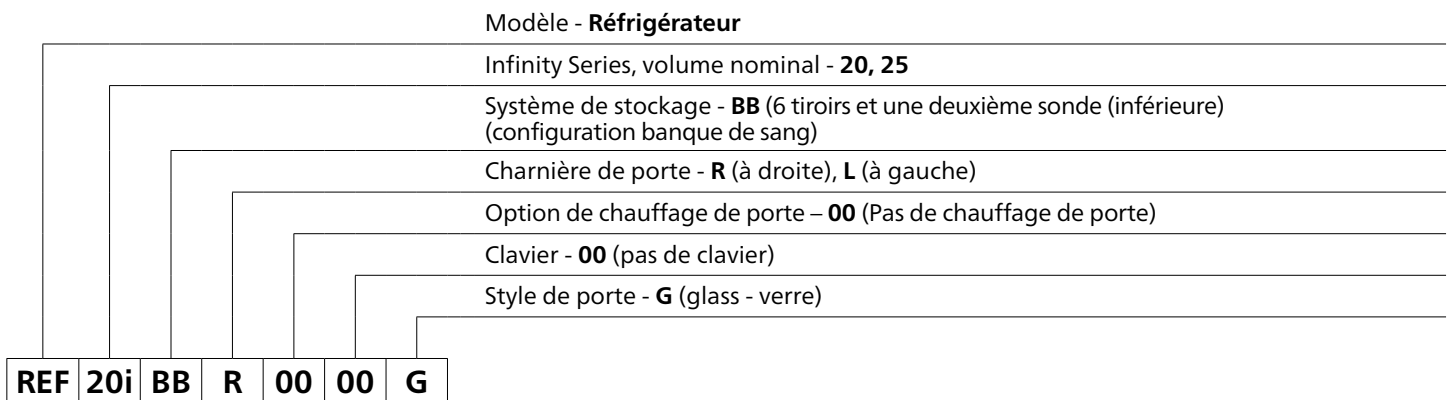 Modèle - Réfrigérateur
Infinity Series, volume nominal - 20, 25
Système de stockage - BB (6 tiroirs et une deuxième sonde (inférieure)
(configuration banque de sang)
Charnière de porte - R (à droite), L (à gauche)
Option de chauffage de porte – 00 (Pas de chauffage de porte)
Clavier - 00 (pas de clavier)
Style de porte - G (glass - verre)
REF 20i BB R 00 00 G